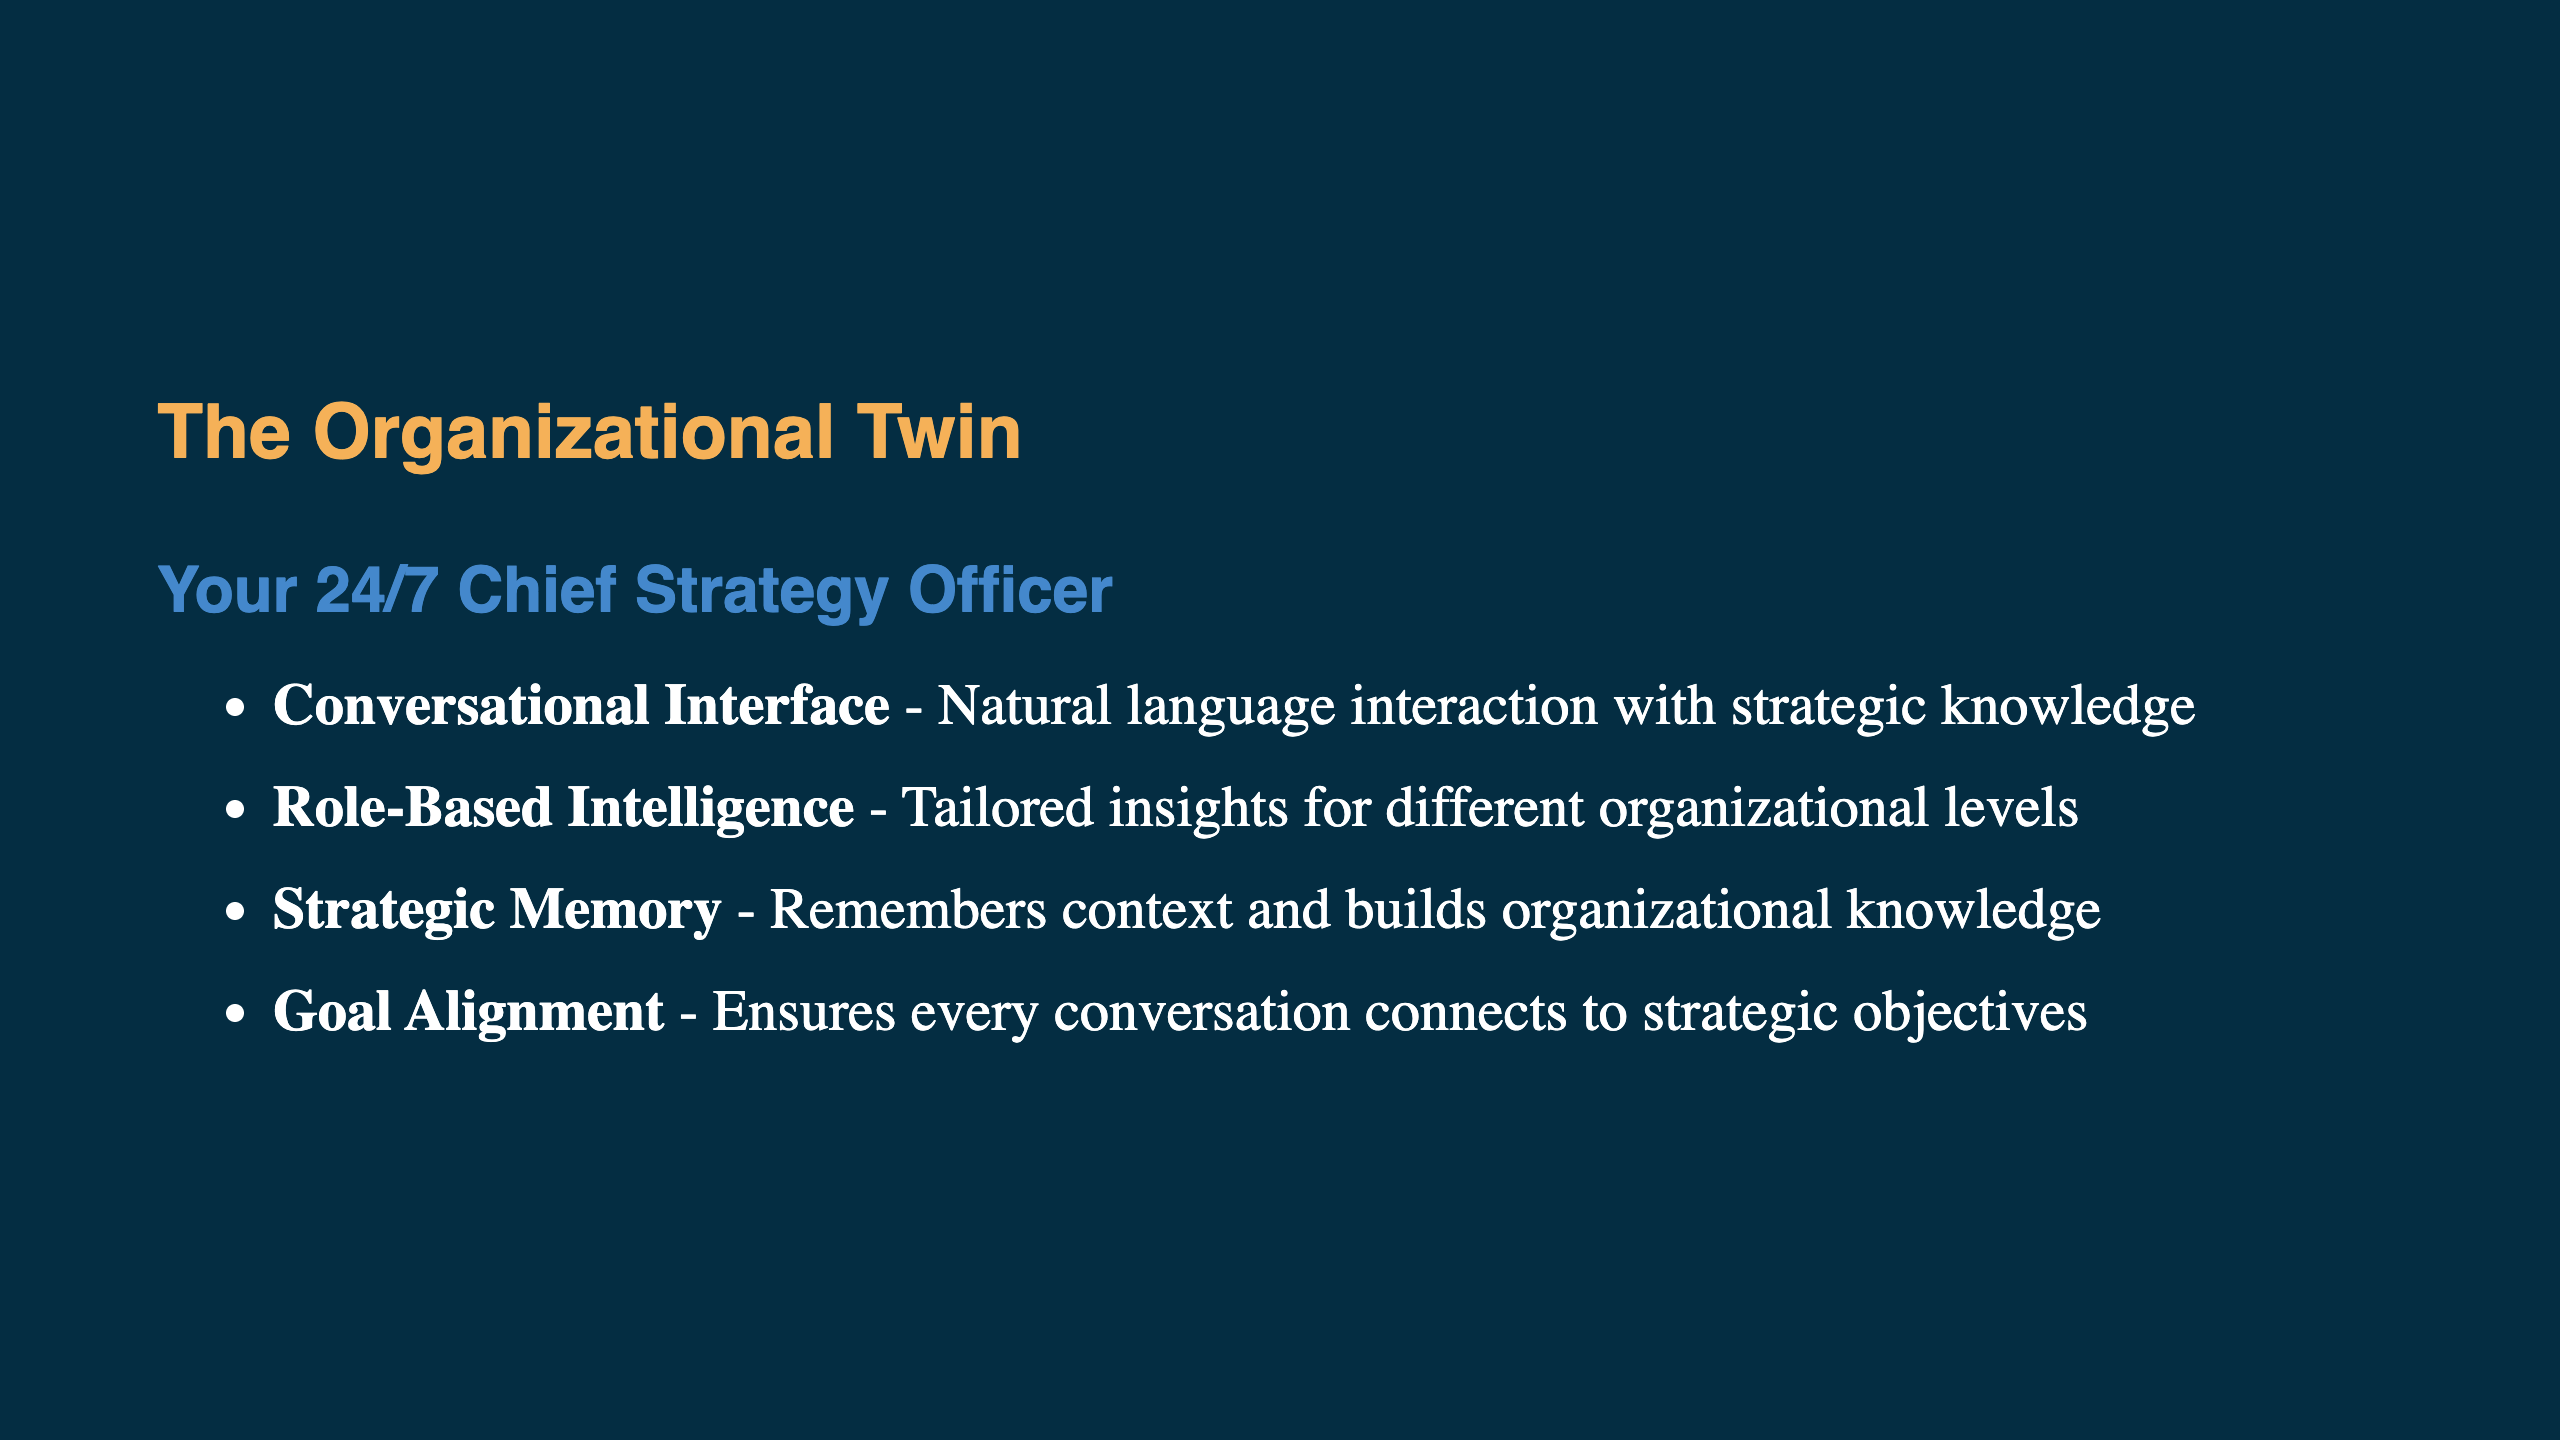 The Organizational Twin
Your 24/7 Chief Strategy Officer
• Conversational Interface - Natural language interaction with strategic knowledge
• Role-Based Intelligence - Tailored insights for different organizational levels
• Strategic Memory - Remembers context and builds organizational knowledge
• Goal Alignment - Ensures every conversation connects to strategic objectives